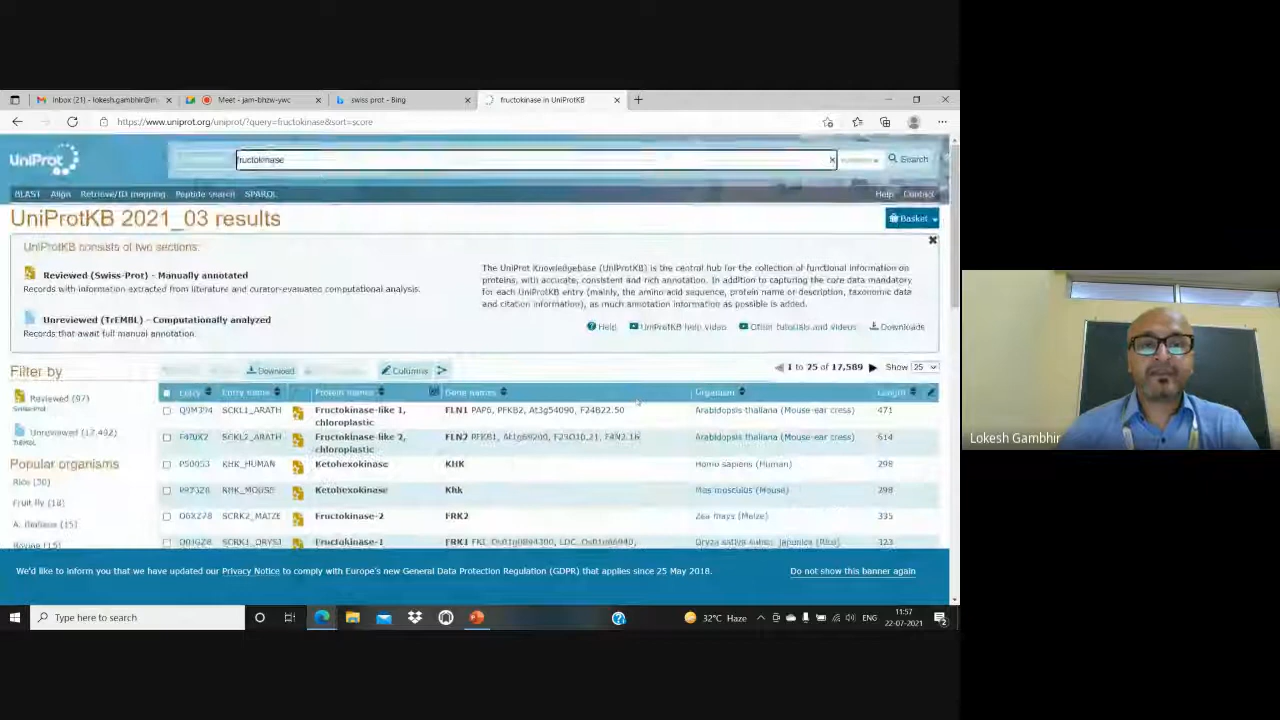 Inbox (21) - lokesh.gambhir@m
Meet - jam-bhzw-ywc
swiss prot - Bing
fructokinase in UniProtKB
https://www.uniprot.org/uniprot/?query=fructokinase&sort=score
UniProt
fructokinase
Search
BLAST Align Retrieve/ID mapping Peptide search SPARQL
Help Contact
UniProtKB 2021_03 results
Basket
UniProtKB consists of two sections:
Reviewed (Swiss-Prot) - Manually annotated
Records with information extracted from literature and curator-evaluated computational analysis.
Unreviewed (TrEMBL) - Computationally analyzed
Records that await full manual annotation.
The UniProt Knowledgebase (UniProtKB) is the central hub for the collection of functional information on
proteins, with accurate, consistent and rich annotation. In addition to capturing the core data mandatory
for each UniProtKB entry (mainly, the amino acid sequence, protein name or description, taxonomic data
and citation information), as much annotation information as possible is added.
Help UniProtKB help video Other tutorials and videos Downloads
Filter by
Download
Columns
1 to 25 of 17,589
Show 25
Reviewed (97)
Swiss-Prot
Unreviewed (17,492)
TrEMBL
Popular organisms
Rice (30)
Fruit fly (18)
A. thaliana (15)
Bovine (15)
Entry Entry name Protein names Gene names Organism Length
SCKL1_ARATH Fructokinase-like 1, chloroplastic FLN1 PAP6, PFKB2, At3g54090, F24B22.50 Arabidopsis thaliana (Mouse-ear cress) 471
SCKL2_ARATH Fructokinase-like 2, chloroplastic FLN2 Arabidopsis thaliana (Mouse-ear cress) 614
P50053 KHK_HUMAN Ketohexokinase KHK Homo sapiens (Human) 298
KHK_MOUSE Ketohexokinase Khk Mus musculus (Mouse) 298
SCRK2_MAIZE Fructokinase-2 FRK2 Zea mays (Maize) 335
SCRK1_ORYSJ Fructokinase-1 FRK1 Oryza sativa subsp. japonica (Rice) 323
We'd like to inform you that we have updated our Privacy Notice to comply with Europe's new General Data Protection Regulation (GDPR) that applies since 25 May 2018.
Do not show this banner again
Type here to search
32°C Haze
ENG
11:57
22-07-2021
2
Lokesh Gambhir